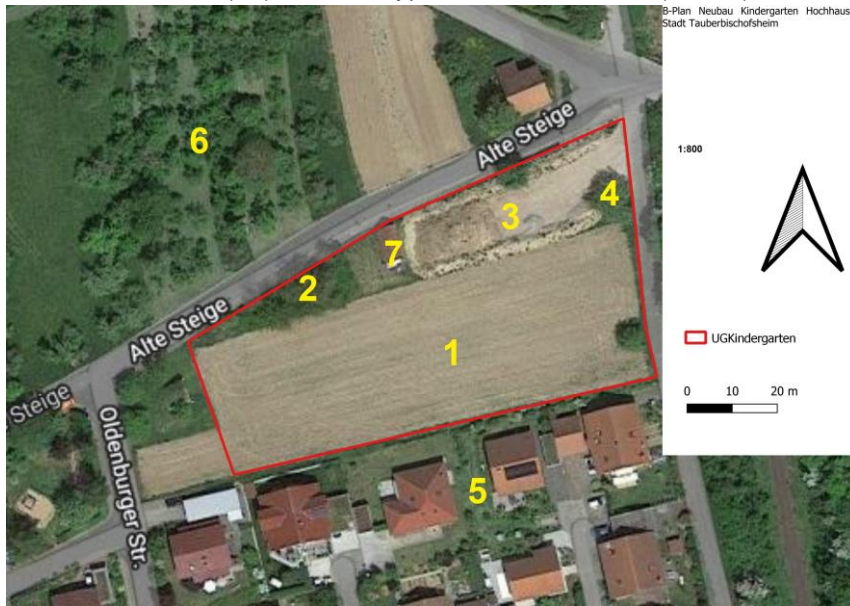 B-Plan Neubau Kindergarten Hochhaus
Stadt Tauberbischofsheim
Alte Steige
6
1:800
4
3
7
2
Alte Steige
1
UGKindergarten
Steige
0 10 20 m
Oldenburger Str.
5